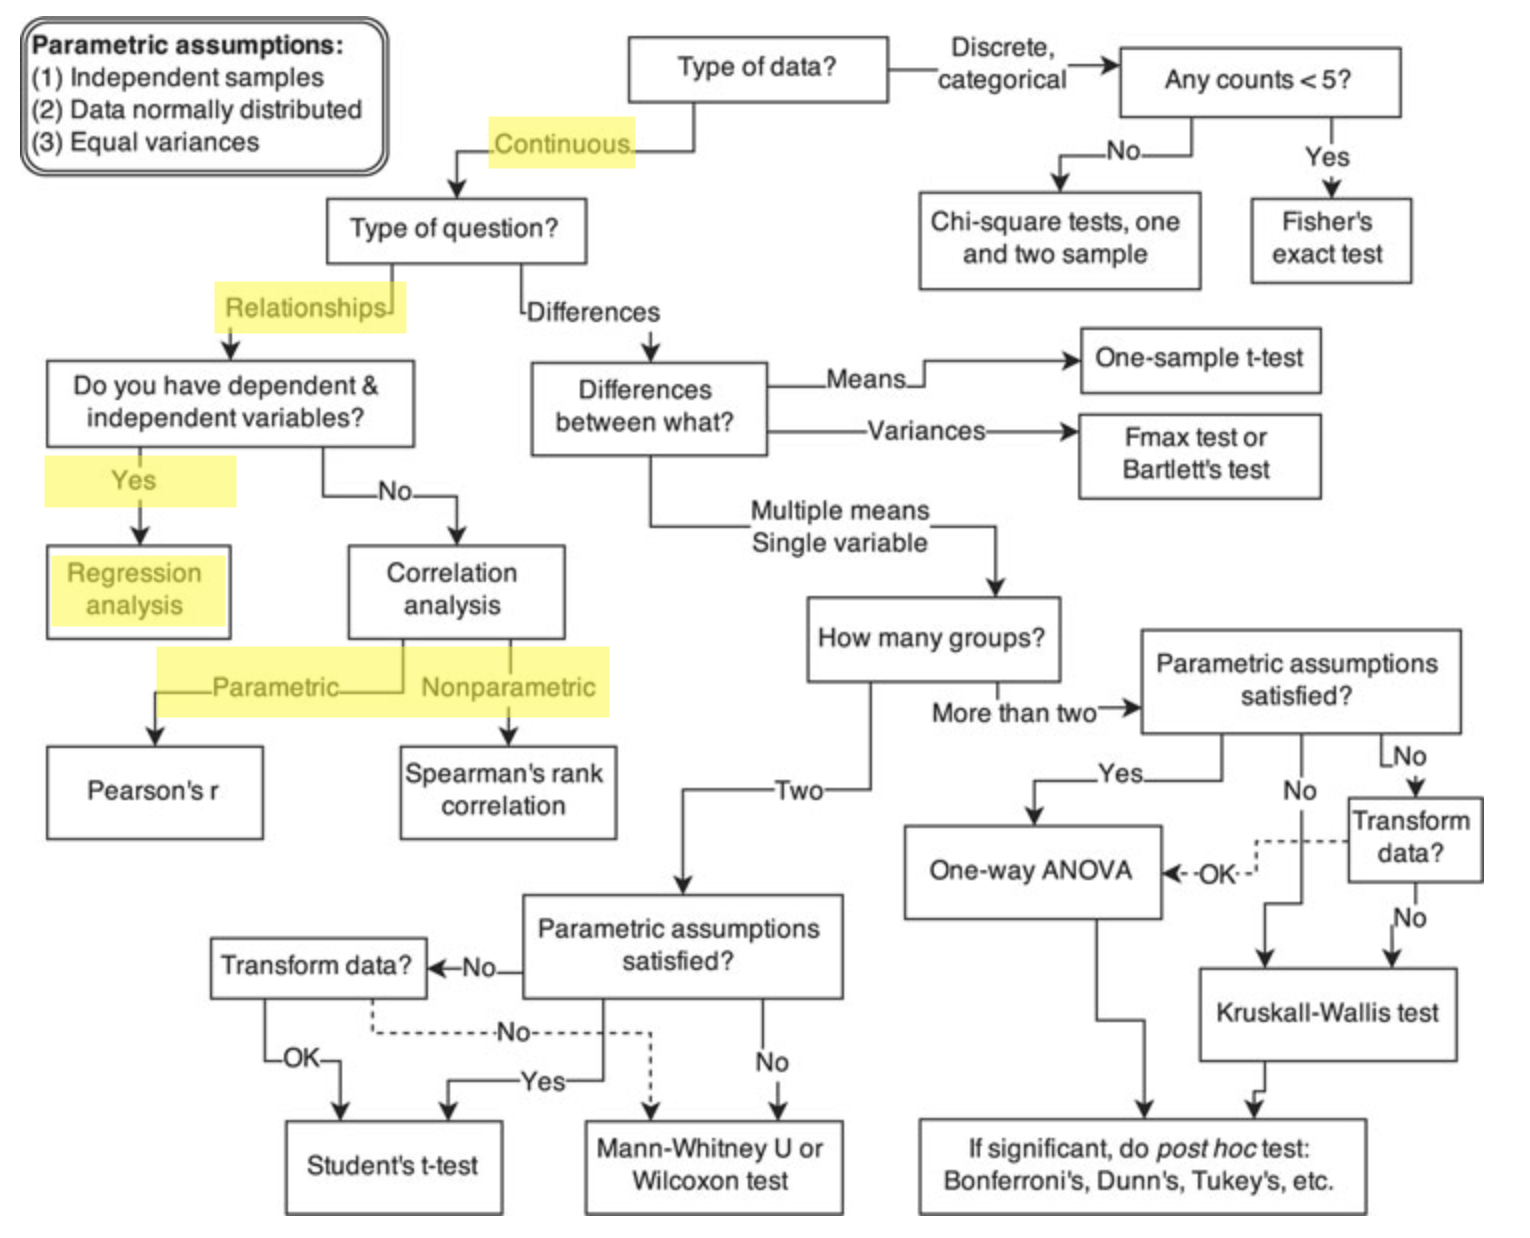 Parametric assumptions:
(1) Independent samples
(2) Data normally distributed
(3) Equal variances
Type of data?
Discrete,
categorical
Any counts < 5?
Continuous
No
Yes
Type of question?
Chi-square tests, one
and two sample
Fisher's
exact test
Relationships
Differences
Do you have dependent &
independent variables?
Differences
between what?
Means
One-sample t-test
Variances
Fmax test or
Bartlett's test
Yes
No
Multiple means
Single variable
Regression
analysis
Correlation
analysis
How many groups?
Parametric assumptions
satisfied?
Parametric
Nonparametric
More than two
Pearson's r
Spearman's rank
correlation
Two
Yes
No
No
Transform
data?
One-way ANOVA
OK
No
Parametric assumptions
satisfied?
Transform data?
No
Kruskall-Wallis test
No
OK
Yes
No
Student's t-test
Mann-Whitney U or
Wilcoxon test
If significant, do post hoc test:
Bonferroni's, Dunn's, Tukey's, etc.